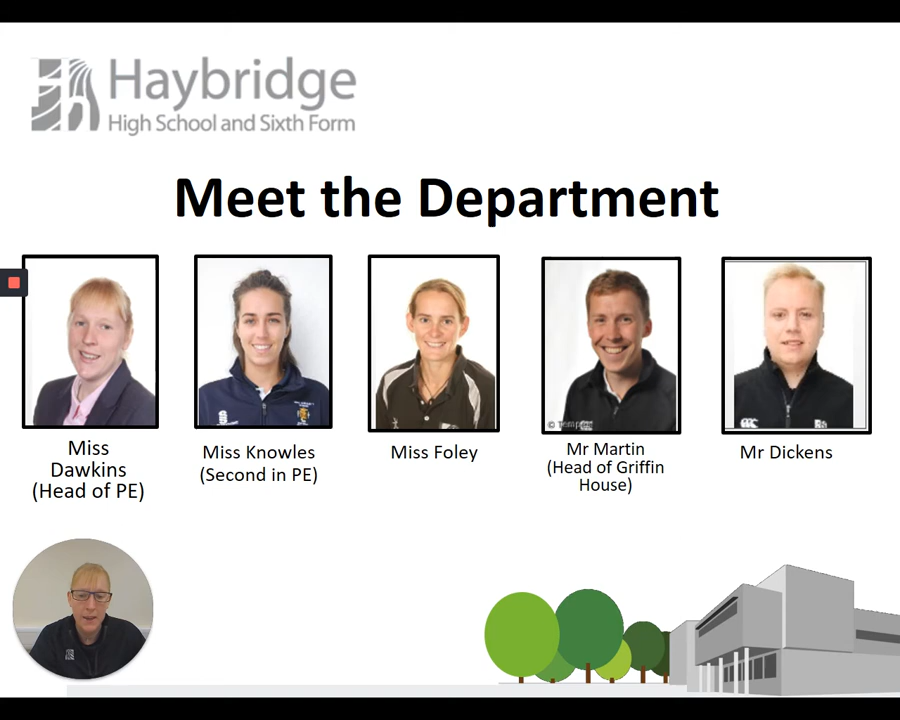 Haybridge
High School and Sixth Form
Meet the Department
Miss
Dawkins
(Head of PE)
Miss Knowles
(Second in PE)
Miss Foley
Mr Martin
(Head of Griffin
House)
Mr Dickens